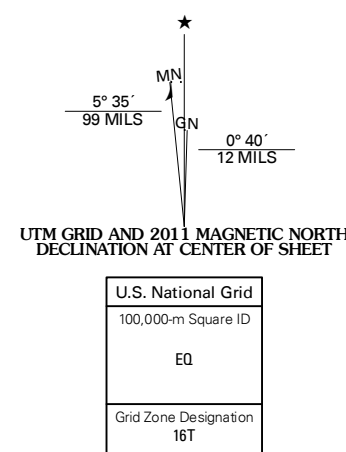 ★
MN
5° 35´
99 MILS
GN
0° 40´
12 MILS
UTM GRID AND 2011 MAGNETIC NORTH
DECLINATION AT CENTER OF SHEET
U.S. National Grid
100,000-m Square ID
EQ
Grid Zone Designation
16T